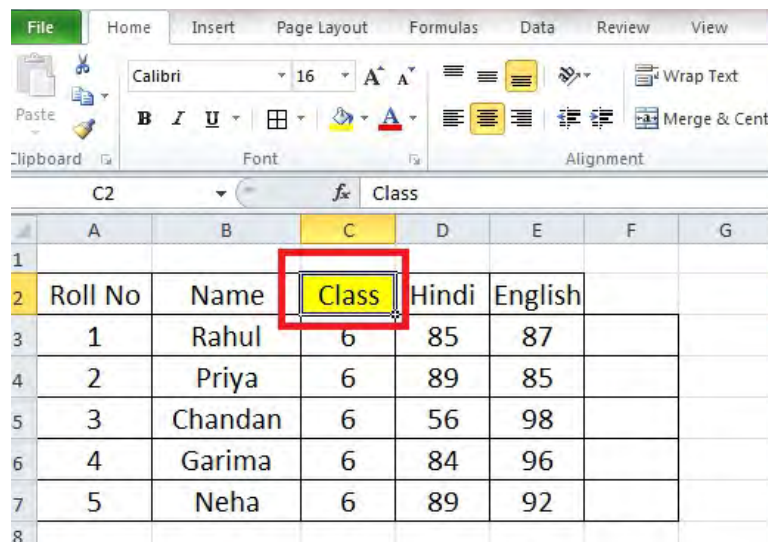 File Home Insert Page Layout Formulas Data Review View
Calibri 16 A A Wrap Text
Paste B I U A Merge & Cent
Clipboard Font Alignment
C2 fx Class
A B C D E F G
1
2 Roll No Name Class Hindi English
3 1 Rahul 6 85 87
4 2 Priya 6 89 85
5 3 Chandan 6 56 98
6 4 Garima 6 84 96
7 5 Neha 6 89 92
8